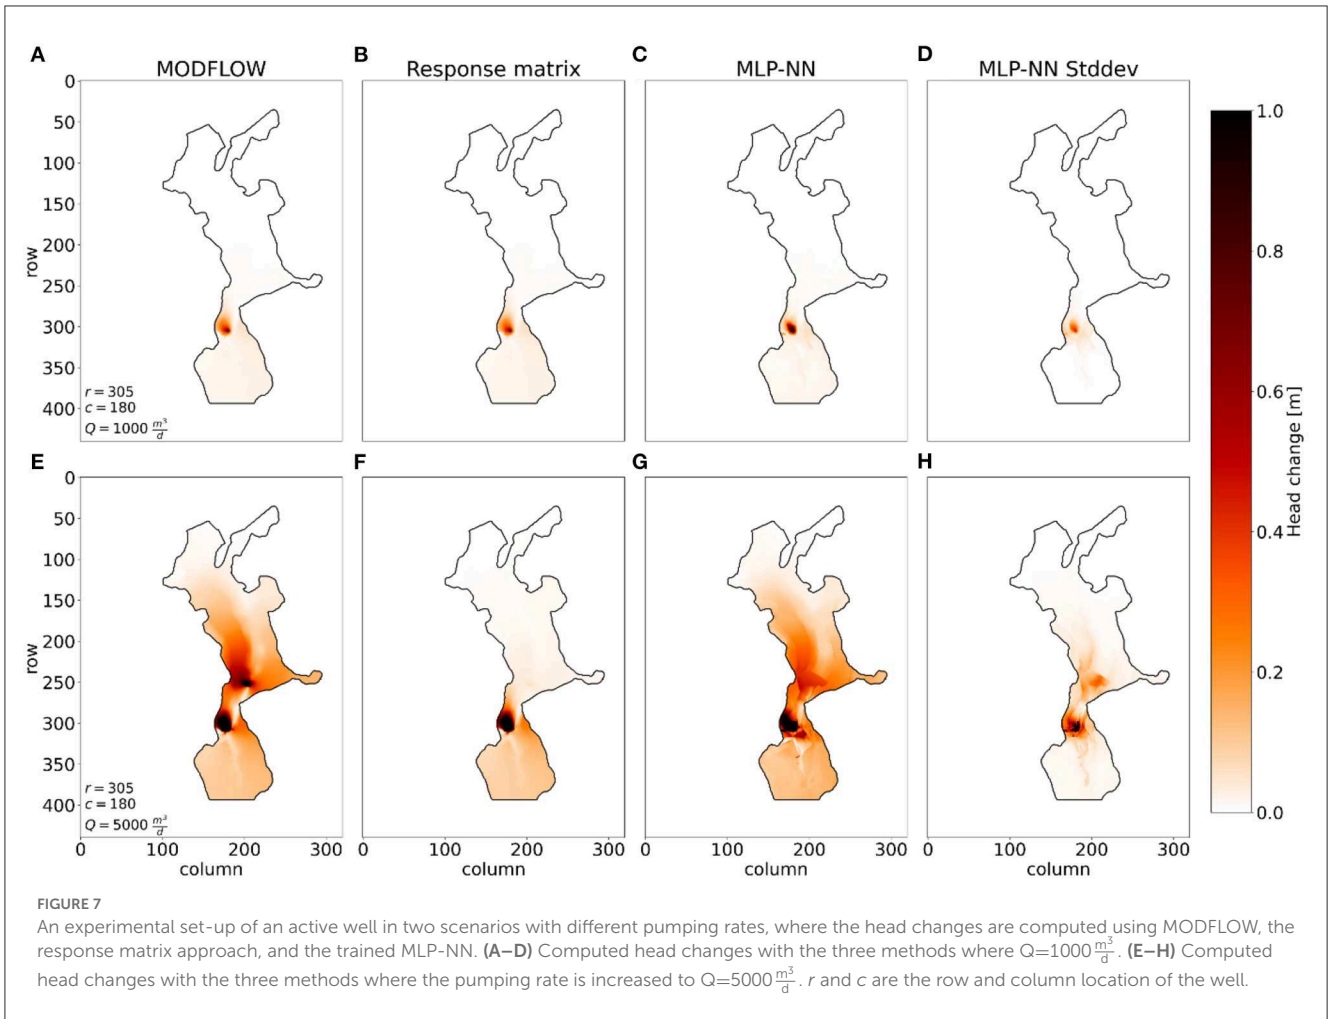 A
B
C
D
MODFLOW
Response matrix
MLP-NN
MLP-NN Stddev
0
50
100
150
200
250
300
350
400
row
r = 305
c = 180
Q = 1000 m³/d
1.0
0.8
0.6
0.4
0.2
0.0
Head change [m]
E
F
G
H
0
50
100
150
200
250
300
350
400
row
r = 305
c = 180
Q = 5000 m³/d
0 100 200 300
0 100 200 300
0 100 200 300
0 100 200 300
column
column
column
column
FIGURE 7
An experimental set-up of an active well in two scenarios with different pumping rates, where the head changes are computed using MODFLOW, the
response matrix approach, and the trained MLP-NN. (A–D) Computed head changes with the three methods where Q=1000 m³/d. (E–H) Computed
head changes with the three methods where the pumping rate is increased to Q=5000 m³/d. r and c are the row and column location of the well.